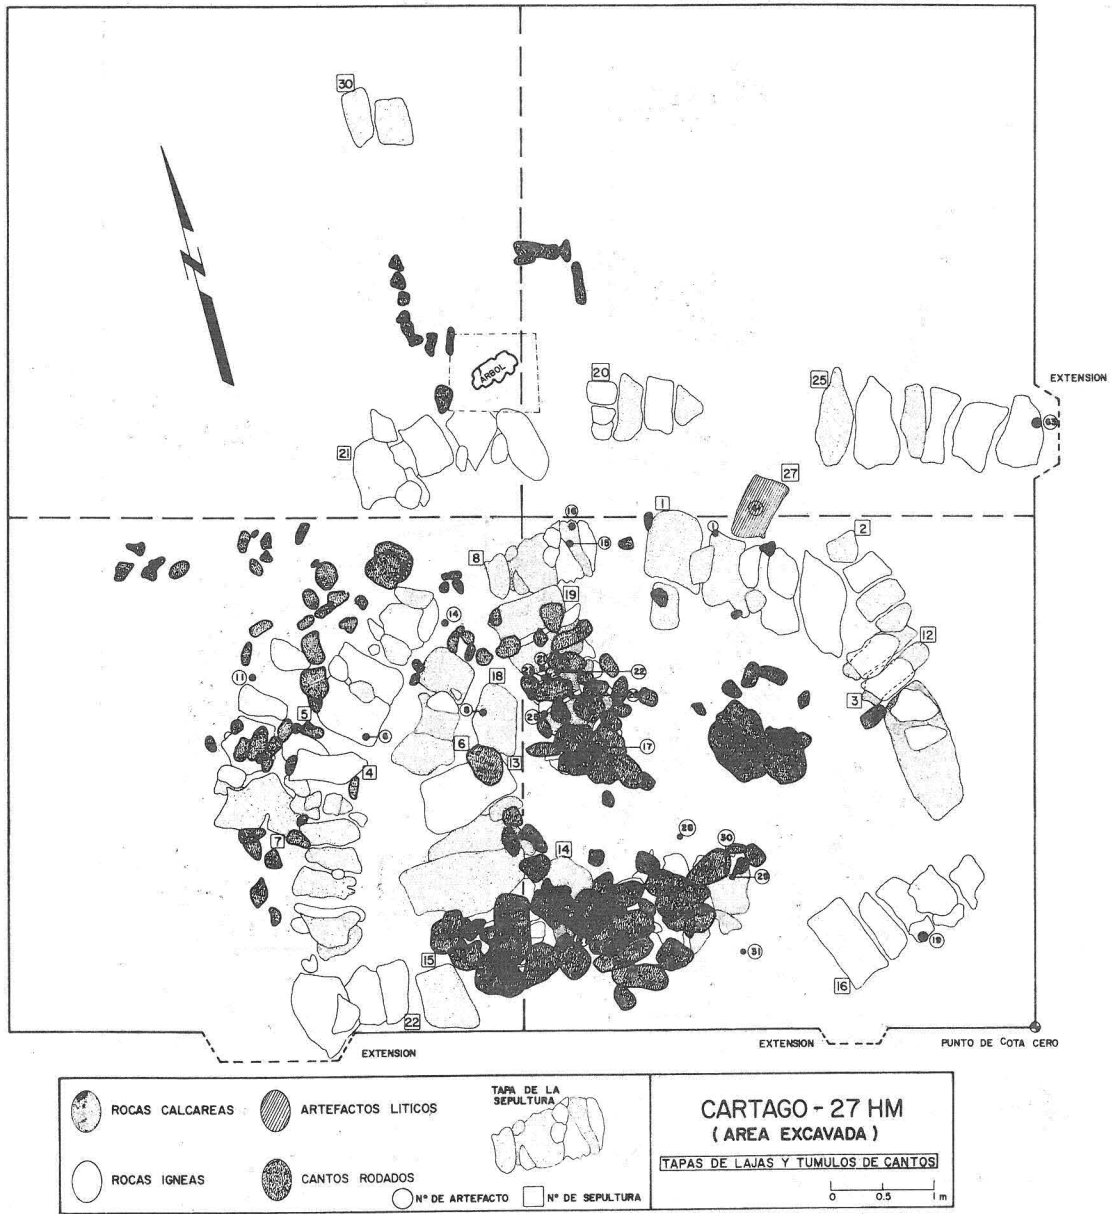 30
ARBOL
20
25
EXTENSION
63
21
27
1
1
16
8
15
2
19
14
12
21
22
11
18
3
5
8
25
6
6
17
13
4
28
30
7
14
29
19
15
31
16
22
EXTENSION
EXTENSION
PUNTO DE COTA CERO
ROCAS CALCAREAS
ARTEFACTOS LITICOS
TAPA DE LA
SEPULTURA
ROCAS IGNEAS
CANTOS RODADOS
Nº DE ARTEFACTO
Nº DE SEPULTURA
CARTAGO - 27 HM
( AREA EXCAVADA )
TAPAS DE LAJAS Y TUMULOS DE CANTOS
0 0.5 1 m